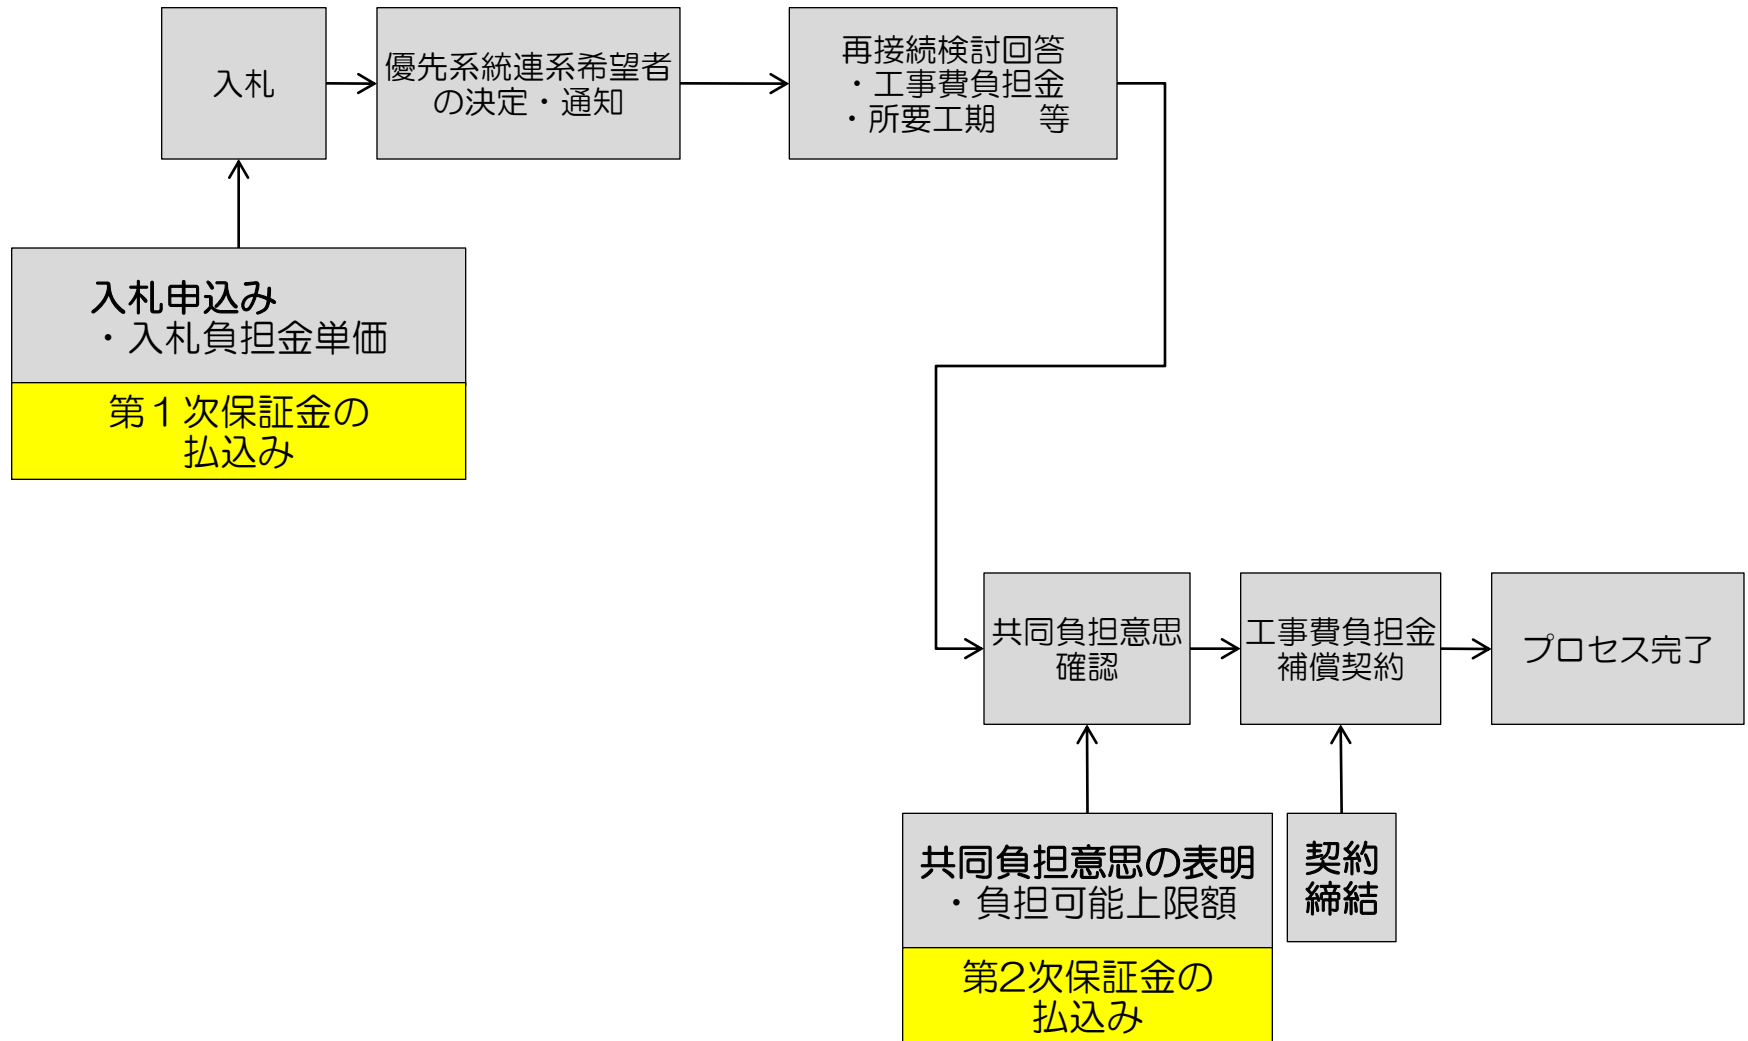 入札
優先系統連系希望者
の決定・通知
再接続検討回答
・工事費負担金
・所要工期　等
入札申込み
・入札負担金単価
第１次保証金の
払込み
共同負担意思
確認
工事費負担金
補償契約
プロセス完了
共同負担意思の表明
・負担可能上限額
第2次保証金の
払込み
契約
締結